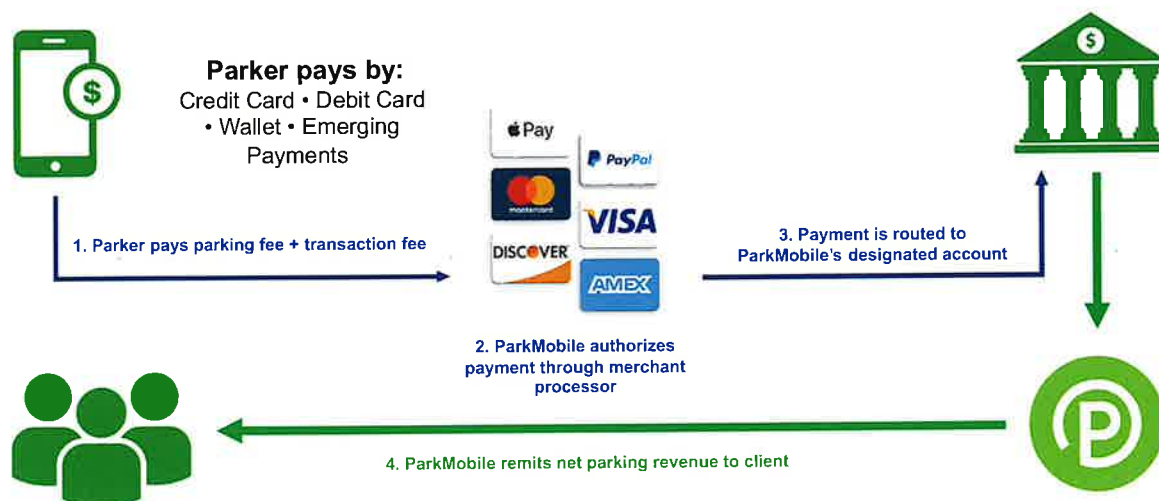 $
Parker pays by:
Credit Card • Debit Card
• Wallet • Emerging
Payments
Pay
PayPal
mastercard
VISA
DISCOVER
AMEX
$
1. Parker pays parking fee + transaction fee
2. ParkMobile authorizes
payment through merchant
processor
3. Payment is routed to
ParkMobile's designated account
P
4. ParkMobile remits net parking revenue to client